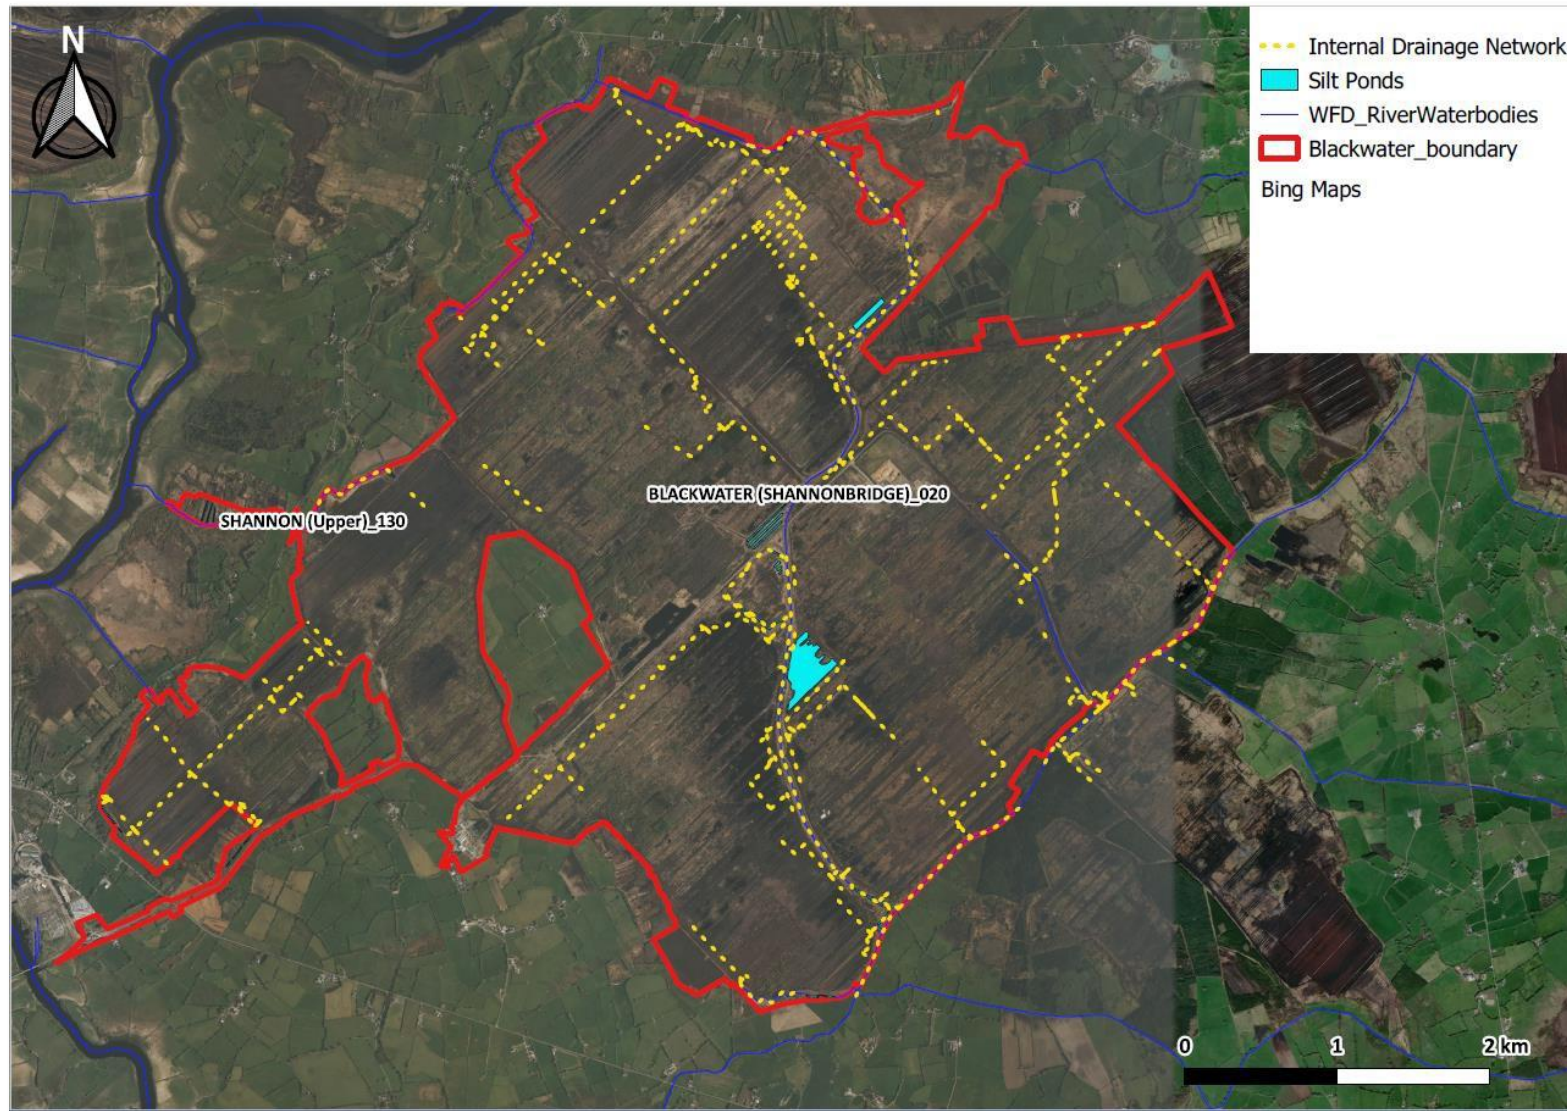 N
Internal Drainage Network
Silt Ponds
WFD_RiverWaterbodies
Blackwater_boundary
Bing Maps
BLACKWATER (SHANNONBRIDGE)_020
SHANNON (Upper)_130
0 1 2 km